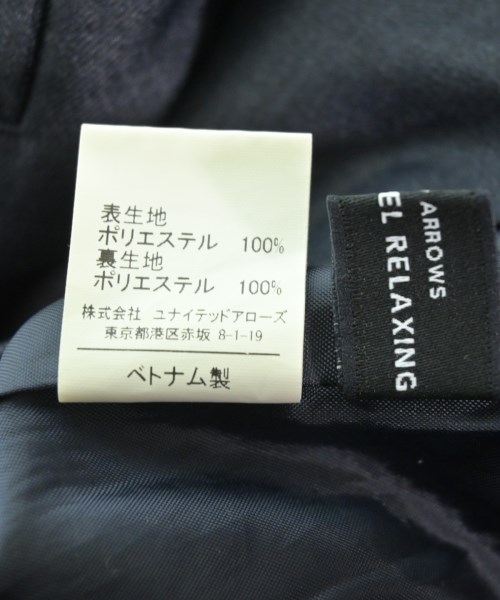 表生地
ポリエステル 100%
裏生地
ポリエステル 100%
株式会社 ユナイテッドアローズ
東京都港区赤坂 8-1-19
ベトナム製
ARROWS
EL RELAXING